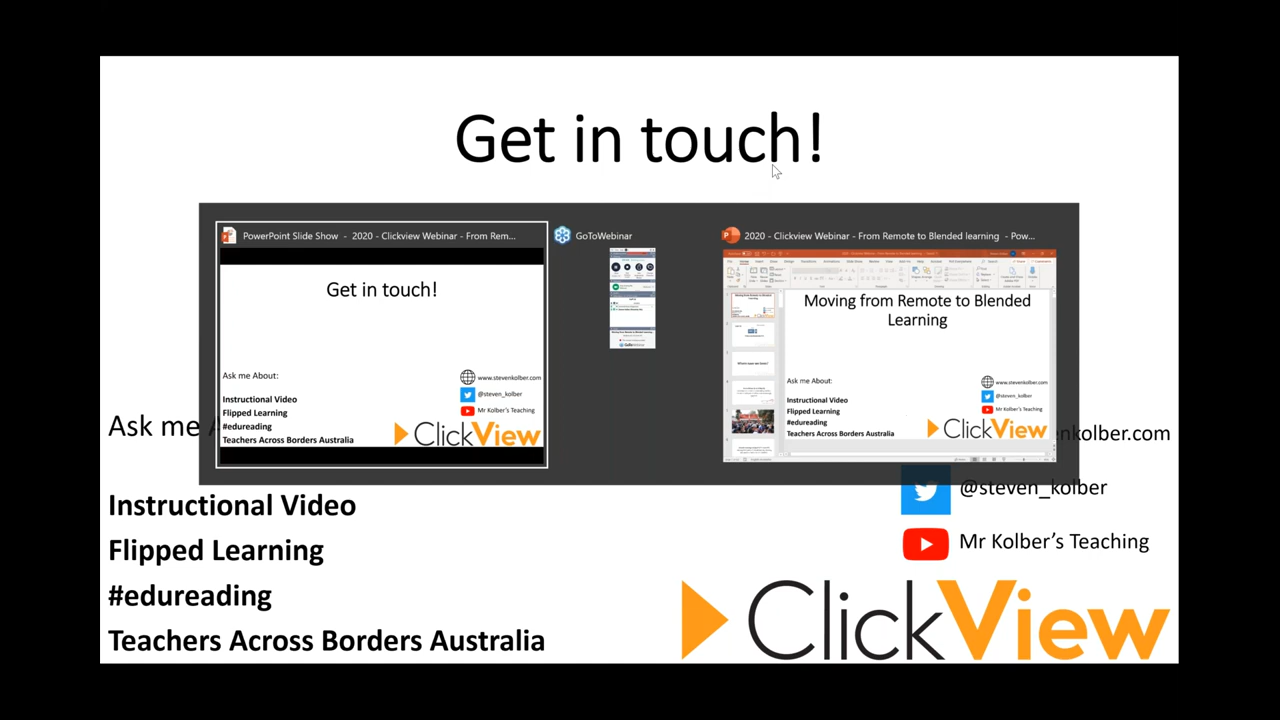 Get in touch!
PowerPoint Slide Show - 2020 - Clickview Webinar - From Rem...
GoToWebinar
2020 - Clickview Webinar - From Remote to Blended learning - Pow...
Get in touch!
Ask me About:
Instructional Video
Flipped Learning
#edureading
Teachers Across Borders Australia
www.stevenkolber.com
@steven_kolber
Mr Kolber's Teaching
ClickView
Moving from Remote to Blended
Learning
Ask me About:
Instructional Video
Flipped Learning
#edureading
Teachers Across Borders Australia
www.stevenkolber.com
@steven_kolber
Mr Kolber's Teaching
ClickView
Ask me A
nkolber.com
Instructional Video
Flipped Learning
#edureading
Teachers Across Borders Australia
@steven_kolber
Mr Kolber’s Teaching
ClickView